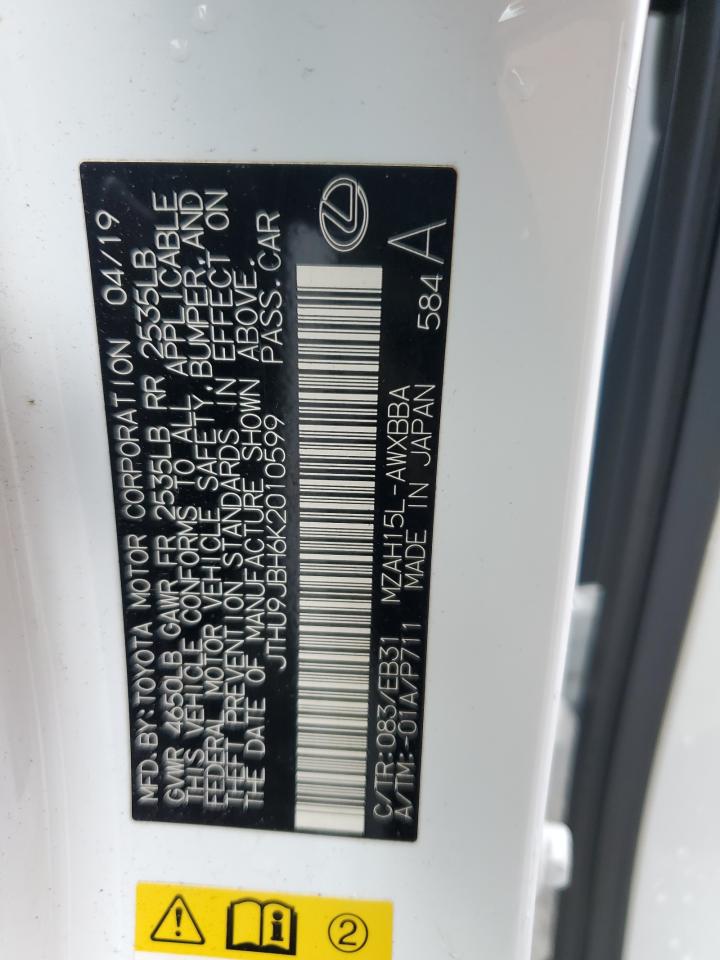 MFD.BY:TOYOTA MOTOR CORPORATION 04/19
GVWR 4650LB GAWR FR 2535LB RR 2535LB
THIS VEHICLE CONFORMS TO ALL APPLICABLE
FEDERAL MOTOR VEHICLE SAFETY,BUMPER,AND
THEFT PREVENTION STANDARDS IN EFFECT ON
THE DATE OF MANUFACTURE SHOWN ABOVE.
JTHU9JBH6K2010599 PASS.CAR
C/TR:083/EB31 MZAH15L-AWXBBA 584A
A/TM:-01A/P711 MADE IN JAPAN
i 2